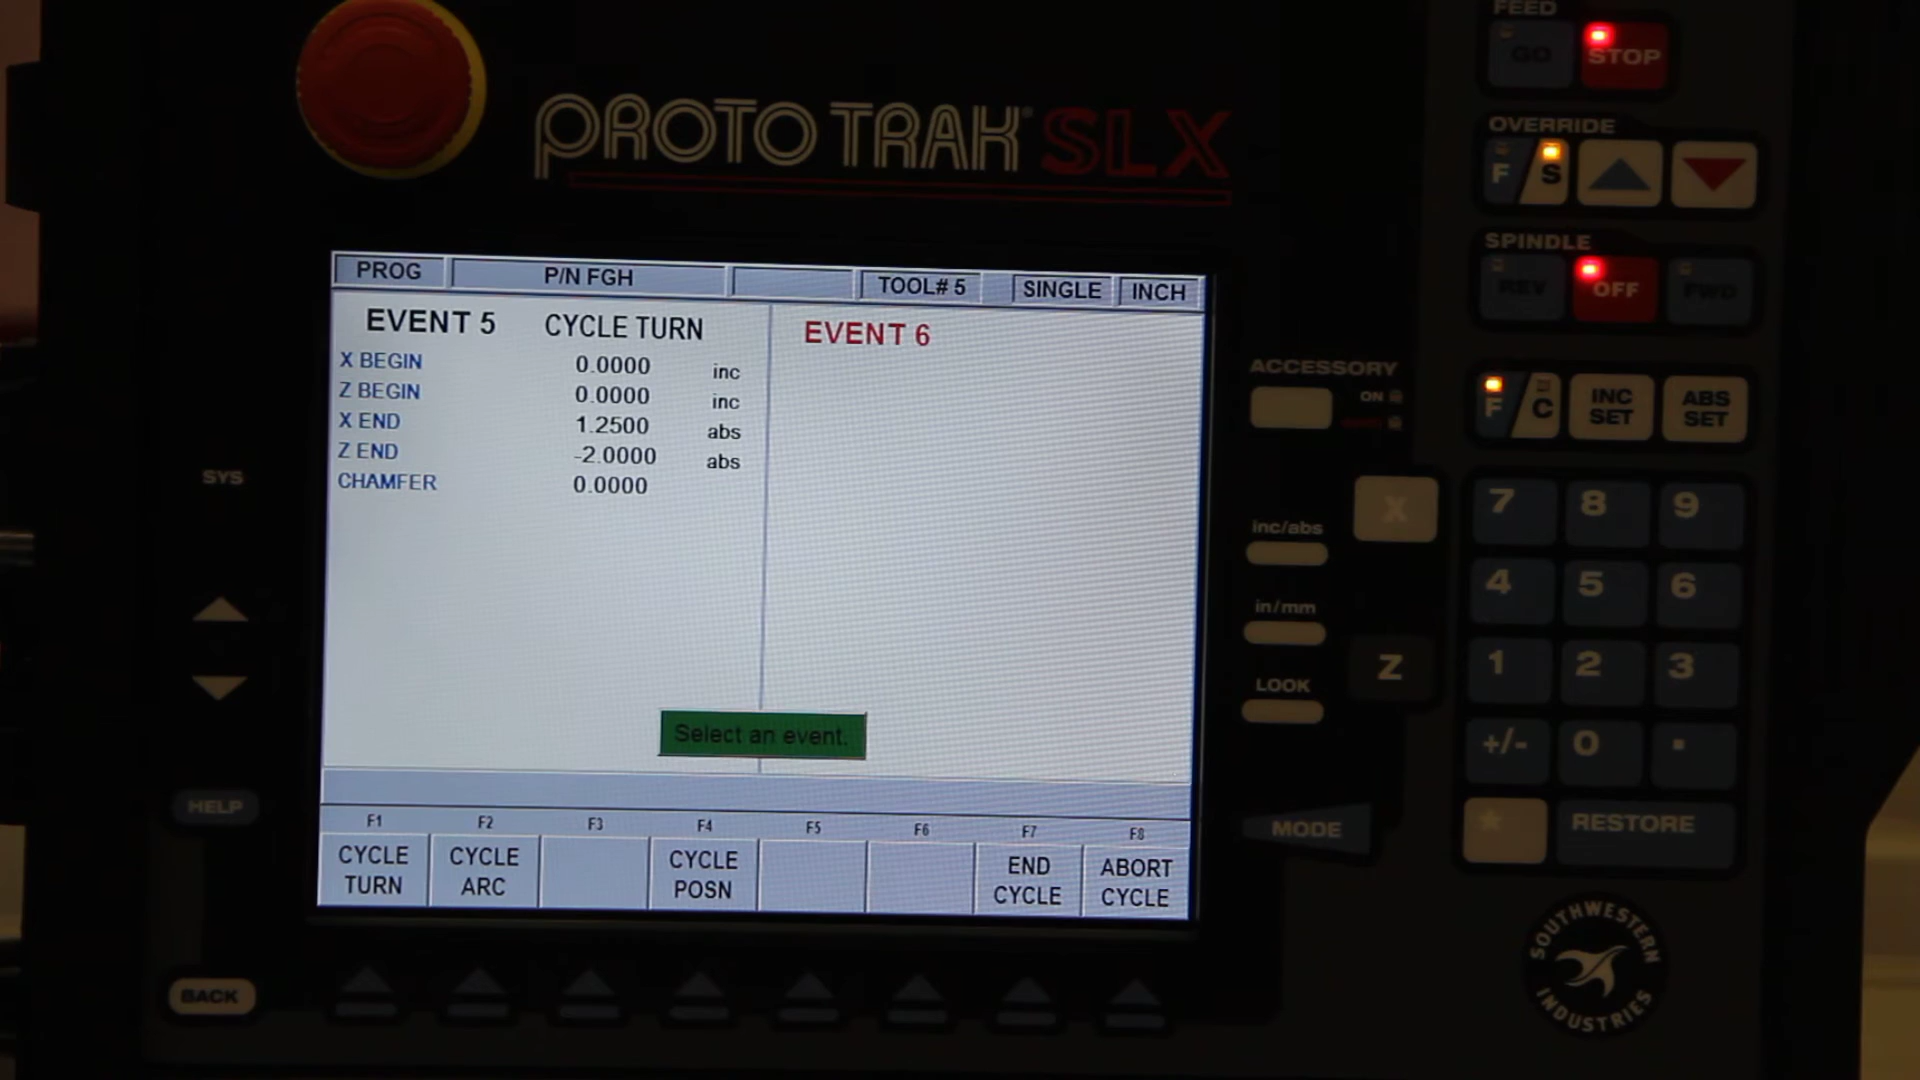 FEED
GO STOP
PROTO TRAK® SLX
OVERRIDE
F S
SPINDLE
REV OFF FWD
PROG P/N FGH TOOL# 5 SINGLE INCH
EVENT 5 CYCLE TURN EVENT 6
X BEGIN 0.0000 inc
Z BEGIN 0.0000 inc
X END 1.2500 abs
Z END -2.0000 abs
CHAMFER 0.0000
Select an event.
F1 F2 F3 F4 F5 F6 F7 F8
CYCLE TURN
CYCLE ARC
CYCLE POSN
END CYCLE
ABORT CYCLE
SYS
HELP
BACK
ACCESSORY
ON
F C
INC SET
ABS SET
inc/abs
X
in/mm
Z
LOOK
MODE
7 8 9
4 5 6
1 2 3
+/- 0 .
* RESTORE
SOUTHWESTERN
INDUSTRIES